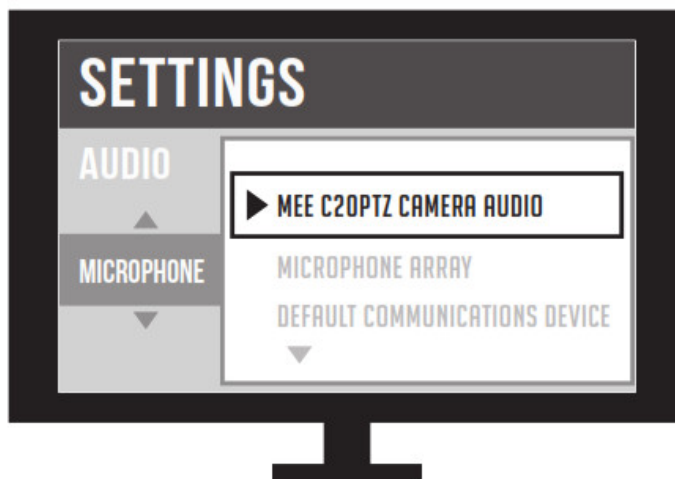 SETTINGS
AUDIO
MICROPHONE
MEE C20PTZ CAMERA AUDIO
MICROPHONE ARRAY
DEFAULT COMMUNICATIONS DEVICE